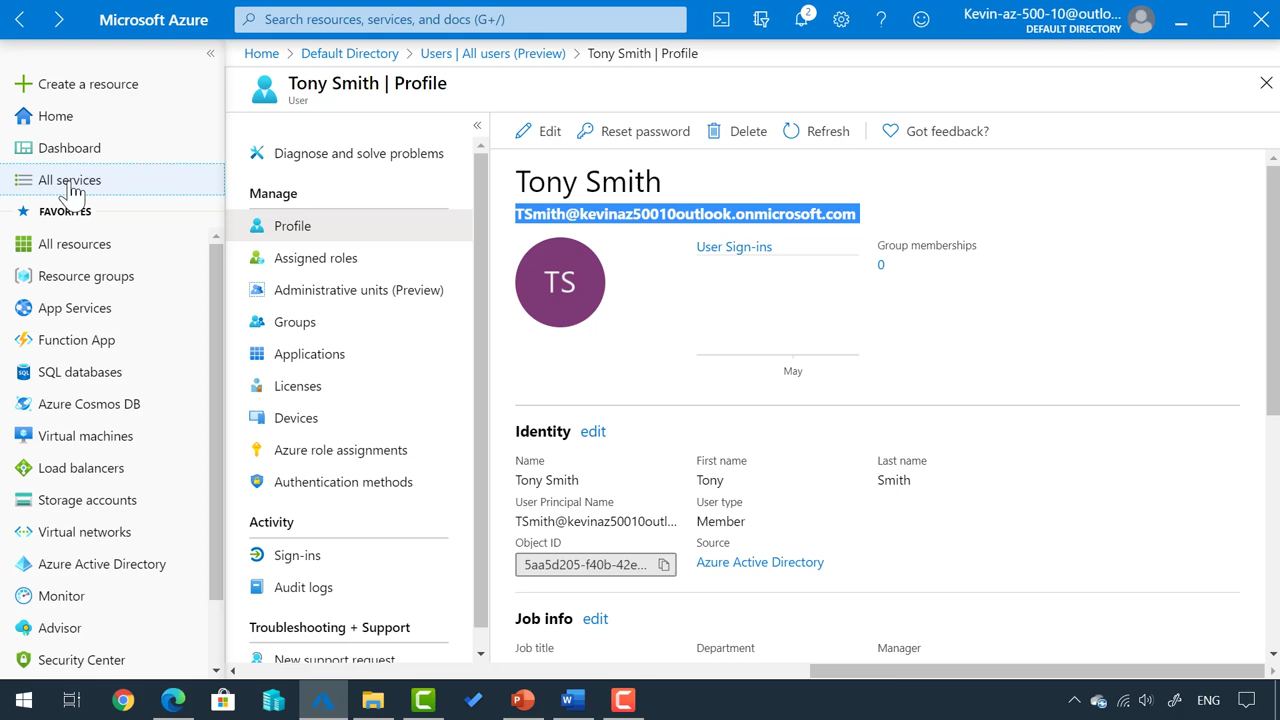 Microsoft Azure
Search resources, services, and docs (G+/)
2
Kevin-az-500-10@outlo...
DEFAULT DIRECTORY
Home > Default Directory > Users | All users (Preview) > Tony Smith | Profile
Tony Smith | Profile
User
Create a resource
Home
Dashboard
All services
FAVORITES
All resources
Resource groups
App Services
Function App
SQL databases
Azure Cosmos DB
Virtual machines
Load balancers
Storage accounts
Virtual networks
Azure Active Directory
Monitor
Advisor
Security Center
Diagnose and solve problems
Manage
Profile
Assigned roles
Administrative units (Preview)
Groups
Applications
Licenses
Devices
Azure role assignments
Authentication methods
Activity
Sign-ins
Audit logs
Troubleshooting + Support
New support request
Edit Reset password Delete Refresh Got feedback?
Tony Smith
TSmith@kevinaz50010outlook.onmicrosoft.com
TS
User Sign-ins
May
Group memberships
0
Identity edit
Name First name Last name
Tony Smith Tony Smith
User Principal Name User type
TSmith@kevinaz50010outl... Member
Object ID Source
5aa5d205-f40b-42e... Azure Active Directory
Job info edit
Job title Department Manager
SQL
ENG